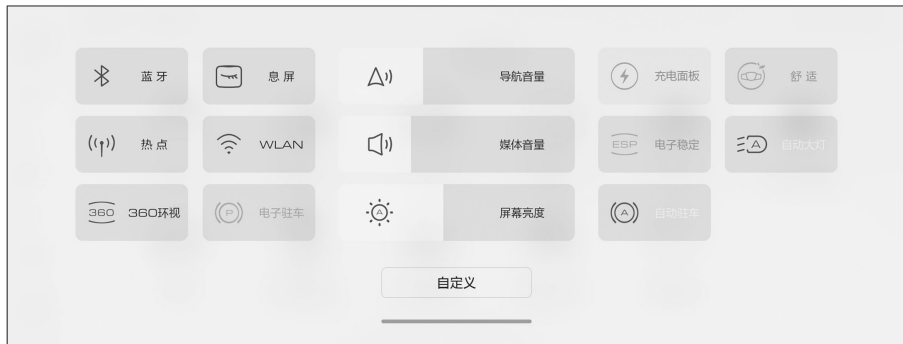 蓝牙
息屏
导航音量
充电面板
舒适
热点
WLAN
媒体音量
ESP 电子稳定
A 自动大灯
360 360环视
P 电子驻车
A 屏幕亮度
A 自动驻车
自定义